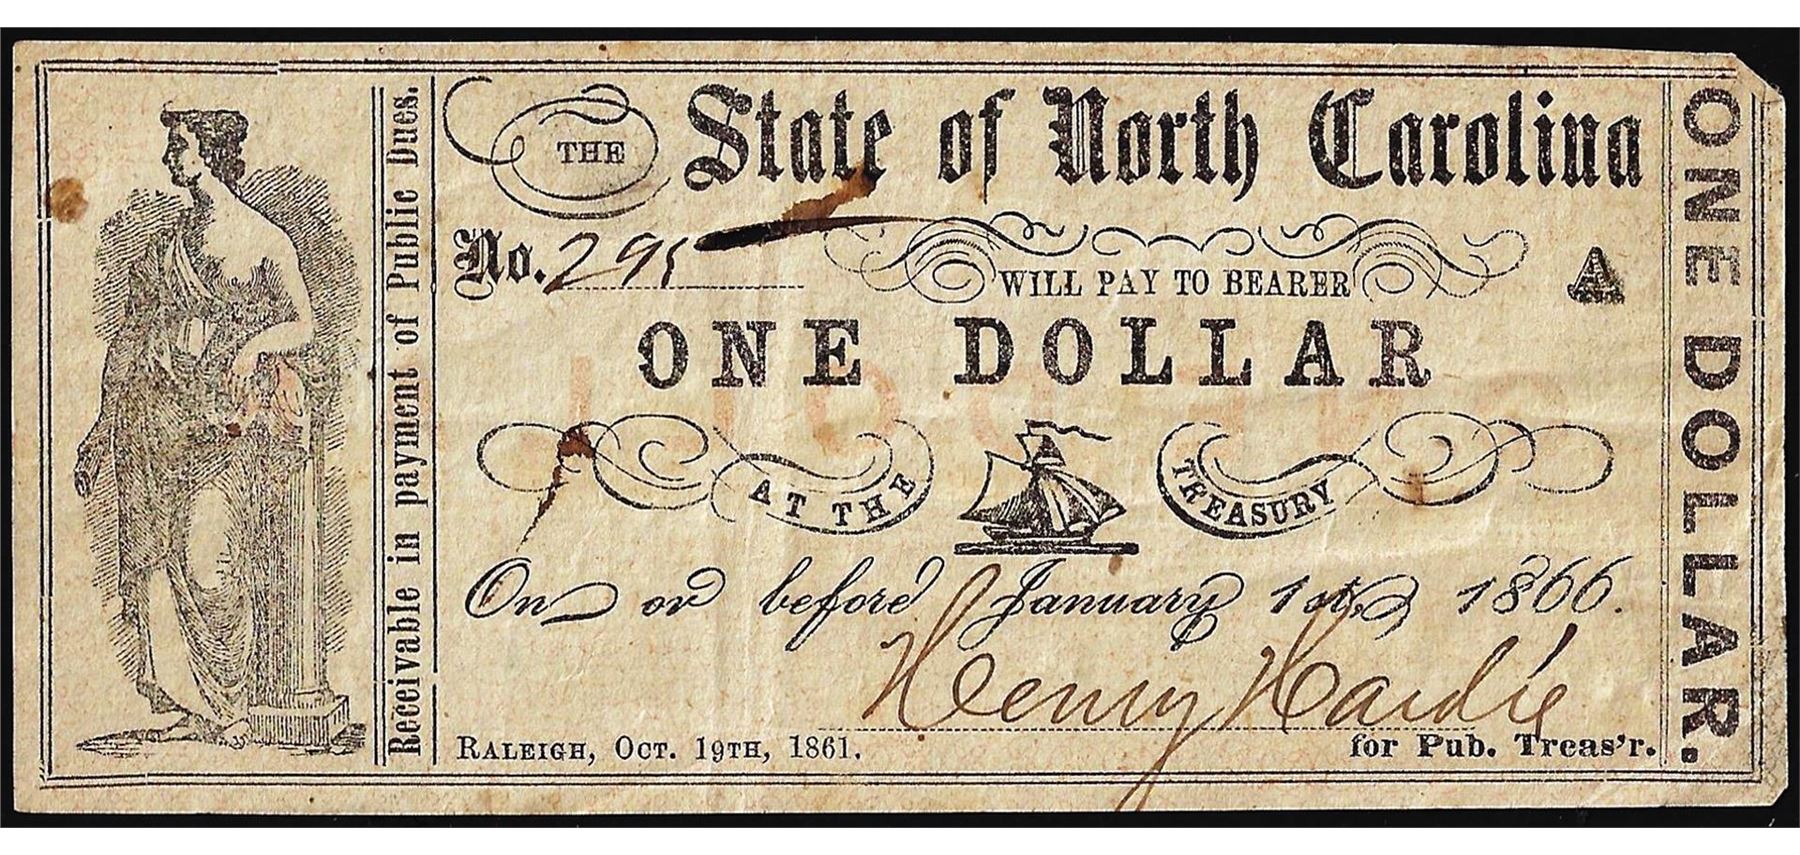 THE State of North Carolina
No. 295
WILL PAY TO BEARER
A
ONE DOLLAR
AT THE TREASURY
On or before January 1st, 1866.
Henry Hardie
RALEIGH, OCT. 19TH, 1861.
for Pub. Treas'r.
Receivable in payment of Public Dues.
ONE DOLLAR.